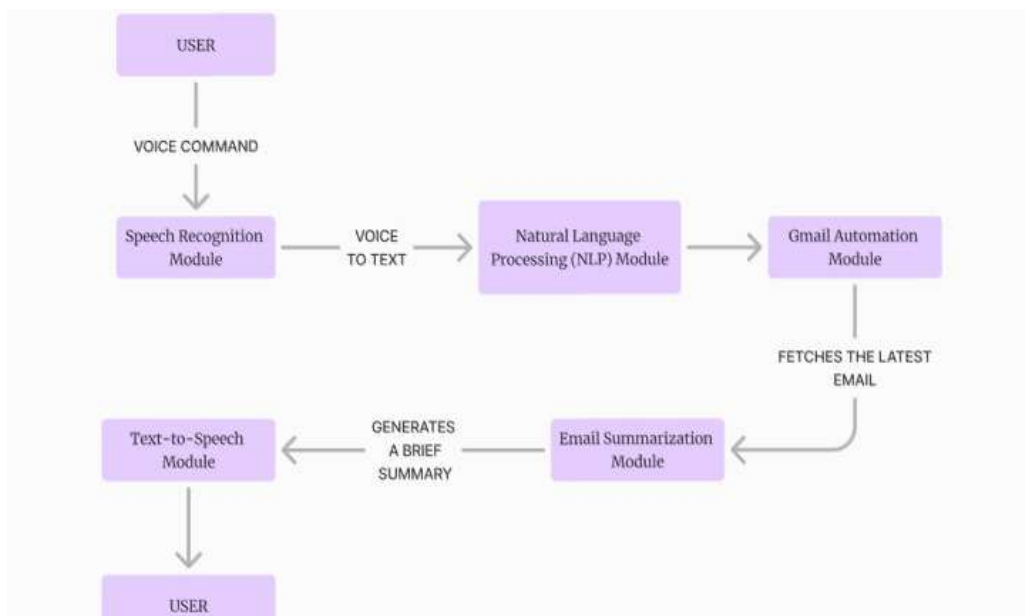 USER
VOICE COMMAND
Speech Recognition
Module
VOICE
TO TEXT
Natural Language
Processing (NLP) Module
Gmail Automation
Module
FETCHES THE LATEST
EMAIL
Email Summarization
Module
GENERATES
A BRIEF
SUMMARY
Text-to-Speech
Module
USER